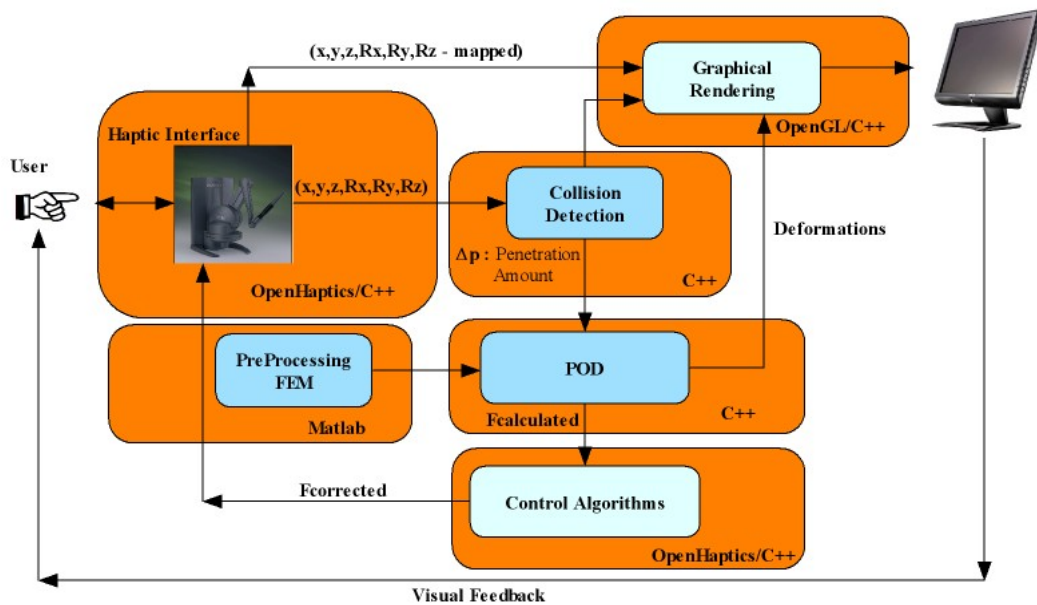 (x,y,z,Rx,Ry,Rz - mapped)
Graphical
Rendering
OpenGL/C++
Haptic Interface
User
(x,y,z,Rx,Ry,Rz)
Collision
Detection
Δp : Penetration
Amount
C++
Deformations
OpenHaptics/C++
PreProcessing
FEM
Matlab
POD
C++
Fcalculated
Fcorrected
Control Algorithms
OpenHaptics/C++
Visual Feedback